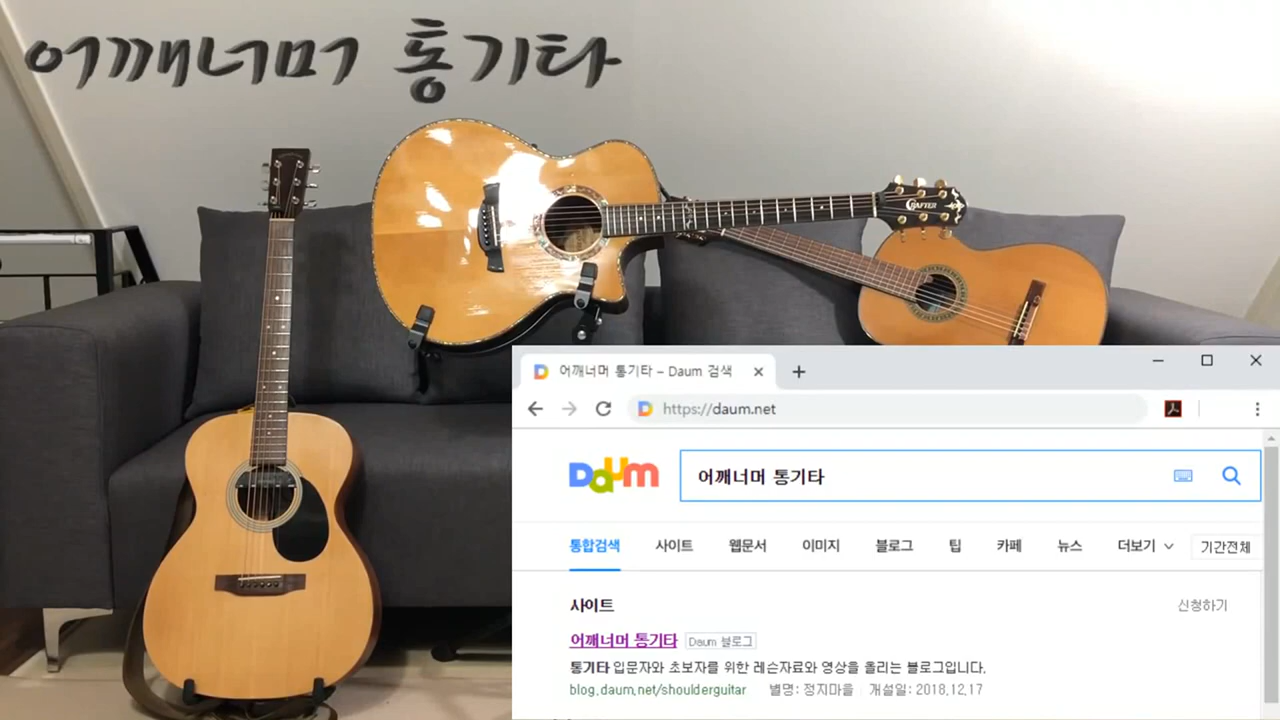 어깨너머 통기타
CRAFTER
어깨너머 통기타 – Daum 검색
https://daum.net
Daum
어깨너머 통기타
통합검색 사이트 웹문서 이미지 블로그 팁 카페 뉴스 더보기 기간전체
사이트 신청하기
어깨너머 통기타 Daum 블로그
통기타 입문자와 초보자를 위한 레슨자료와 영상을 올리는 블로그입니다.
blog.daum.net/shoulderguitar 별명: 정지마을 개설일: 2018.12.17